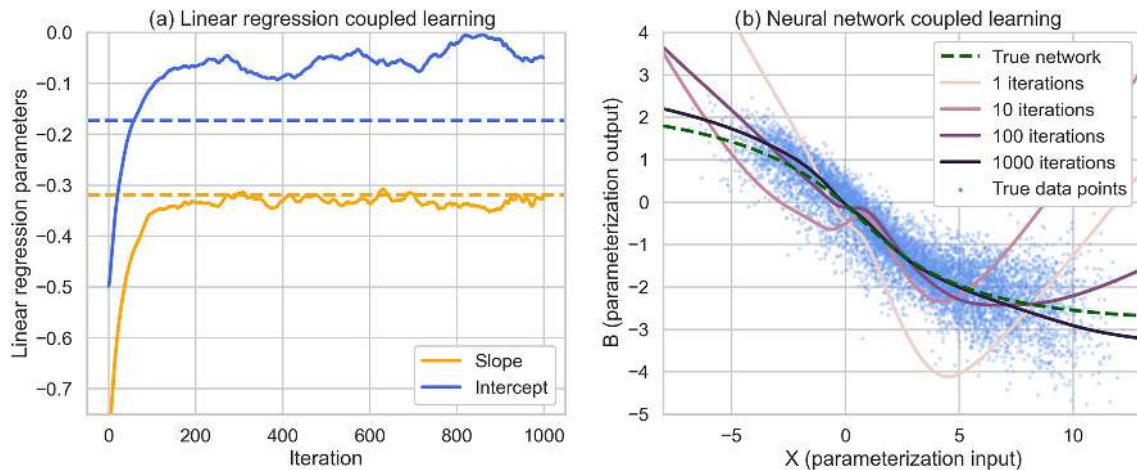 (a) Linear regression coupled learning
0.0
−0.1
−0.2
−0.3
−0.4
−0.5
−0.6
−0.7
Linear regression parameters
Slope
Intercept
0
200
400
600
800
1000
Iteration
(b) Neural network coupled learning
4
3
2
1
0
−1
−2
−3
−4
−5
B (parameterization output)
True network
1 iterations
10 iterations
100 iterations
1000 iterations
True data points
−5
0
5
10
X (parameterization input)